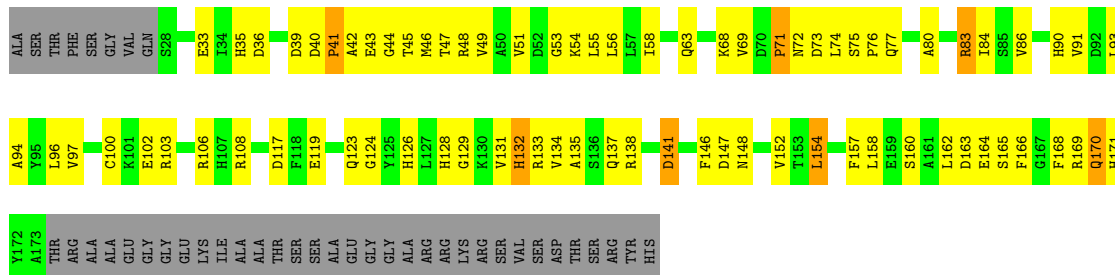 ALA SER THR PHE SER GLY VAL GLN S28 E33 I34 H35 D36 D39 D40 P41 A42 E43 G44 T45 M46 T47 R48 V49 A50 V51 D52 G53 K54 L55 L56 L57 I58 Q63 K68 V69 D70 P71 N72 D73 L74 S75 P76 Q77 A80 R83 I84 S85 V86 H90 V91 D92 I93
A94 Y95 L96 V97 C100 K101 E102 R103 R106 H107 R108 D117 F118 E119 Q123 G124 Y125 H126 L127 H128 G129 K130 V131 H132 R133 V134 A135 S136 Q137 R138 D141 F146 D147 N148 V152 T153 L154 F157 L158 E159 S160 A161 L162 D163 E164 S165 F166 G167 F168 R169 Q170 H171
Y172 A173 THR ARG ALA ALA GLU GLY GLY GLU LYS ILE ALA ALA THR SER SER ALA GLU GLY GLY ALA ARG ARG LYS ARG SER VAL SER ASP THR SER ARG TYR HIS